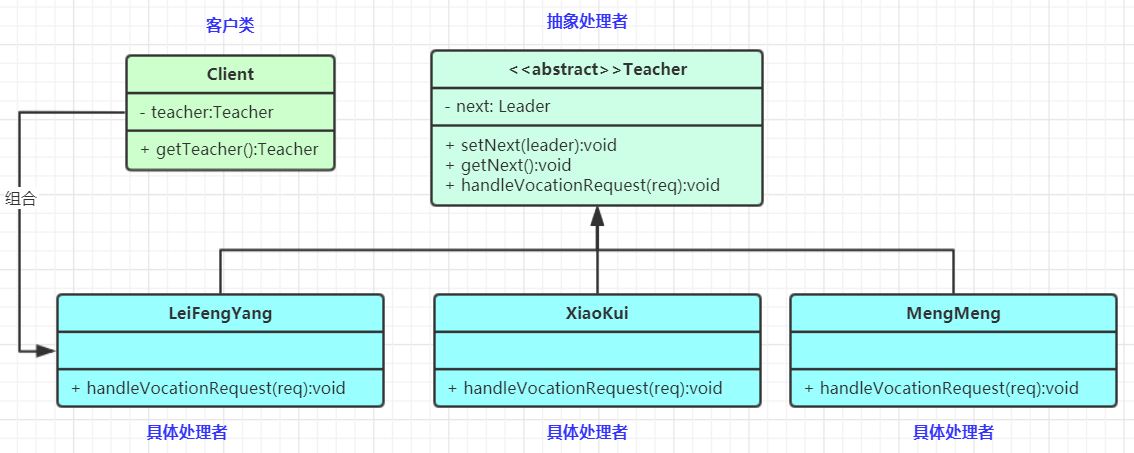 客户类
抽象处理者
Client
- teacher:Teacher
+ getTeacher():Teacher
<<abstract>>Teacher
- next: Leader
+ setNext(leader):void
+ getNext():void
+ handleVocationRequest(req):void
组合
LeiFengYang
+ handleVocationRequest(req):void
具体处理者
XiaoKui
+ handleVocationRequest(req):void
具体处理者
MengMeng
+ handleVocationRequest(req):void
具体处理者